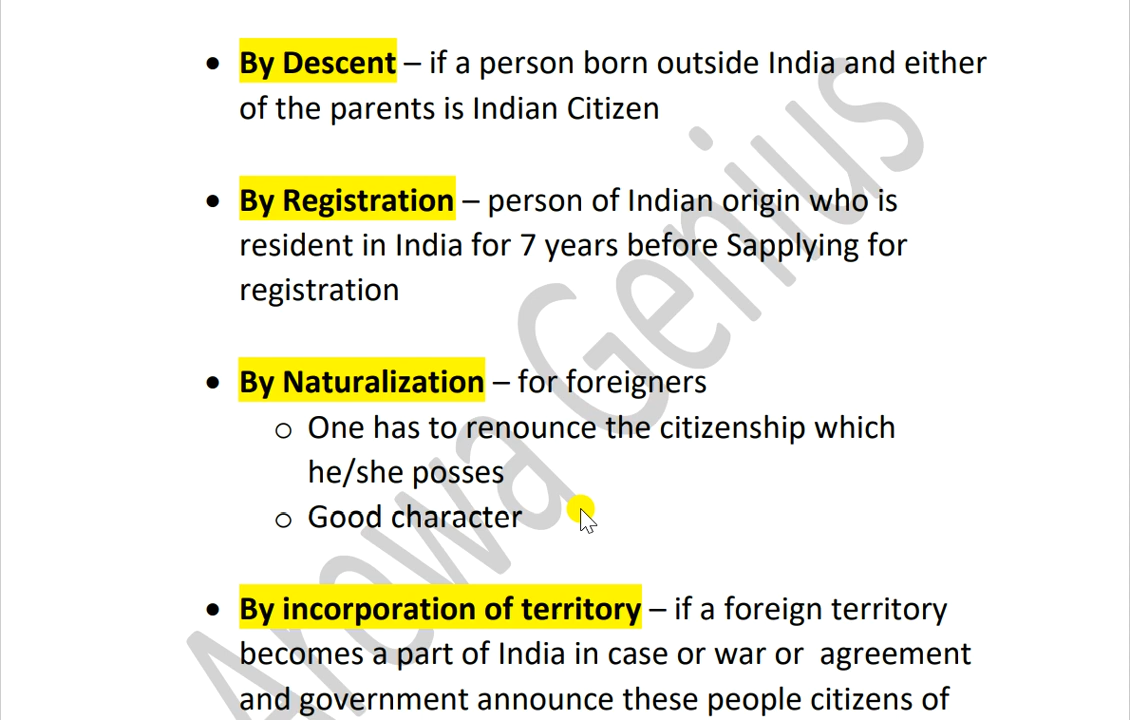 • By Descent – if a person born outside India and either
of the parents is Indian Citizen
• By Registration – person of Indian origin who is
resident in India for 7 years before Sapplying for
registration
• By Naturalization – for foreigners
o One has to renounce the citizenship which
he/she posses
o Good character
• By incorporation of territory – if a foreign territory
becomes a part of India in case or war or  agreement
and government announce these people citizens of
Arowa Genius